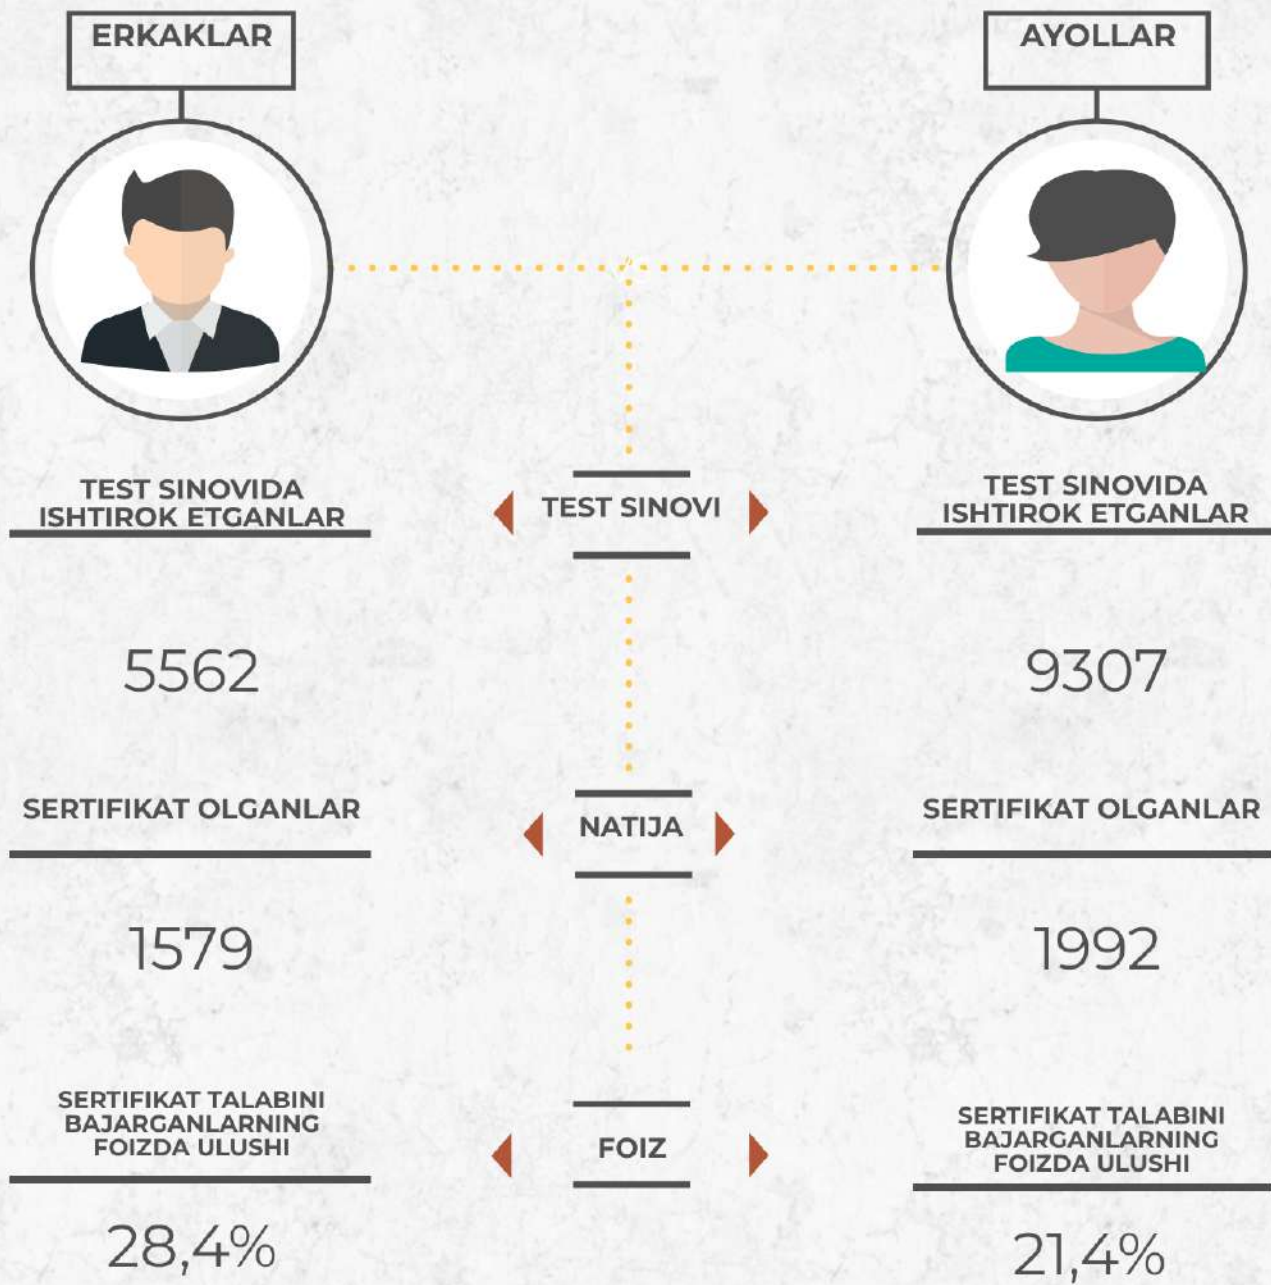 ERKAKLAR
AYOLLAR
TEST SINOVIDA
ISHTIROK ETGANLAR
TEST SINOVI
TEST SINOVIDA
ISHTIROK ETGANLAR
5562
9307
SERTIFIKAT OLGANLAR
NATIJA
SERTIFIKAT OLGANLAR
1579
1992
SERTIFIKAT TALABINI
BAJARGANLARNING
FOIZDA ULUSHI
FOIZ
SERTIFIKAT TALABINI
BAJARGANLARNING
FOIZDA ULUSHI
28,4%
21,4%